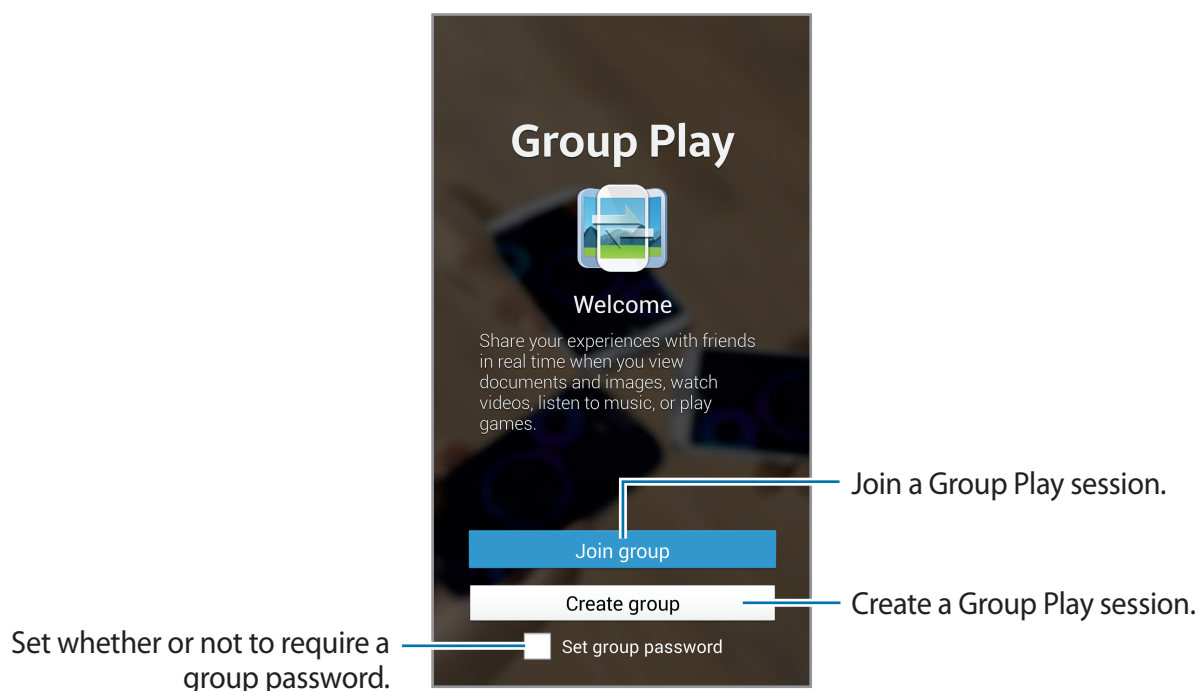 Group Play
Welcome
Share your experiences with friends
in real time when you view
documents and images, watch
videos, listen to music, or play
games.
Join a Group Play session.
Join group
Create group
Create a Group Play session.
Set whether or not to require a
group password.
Set group password